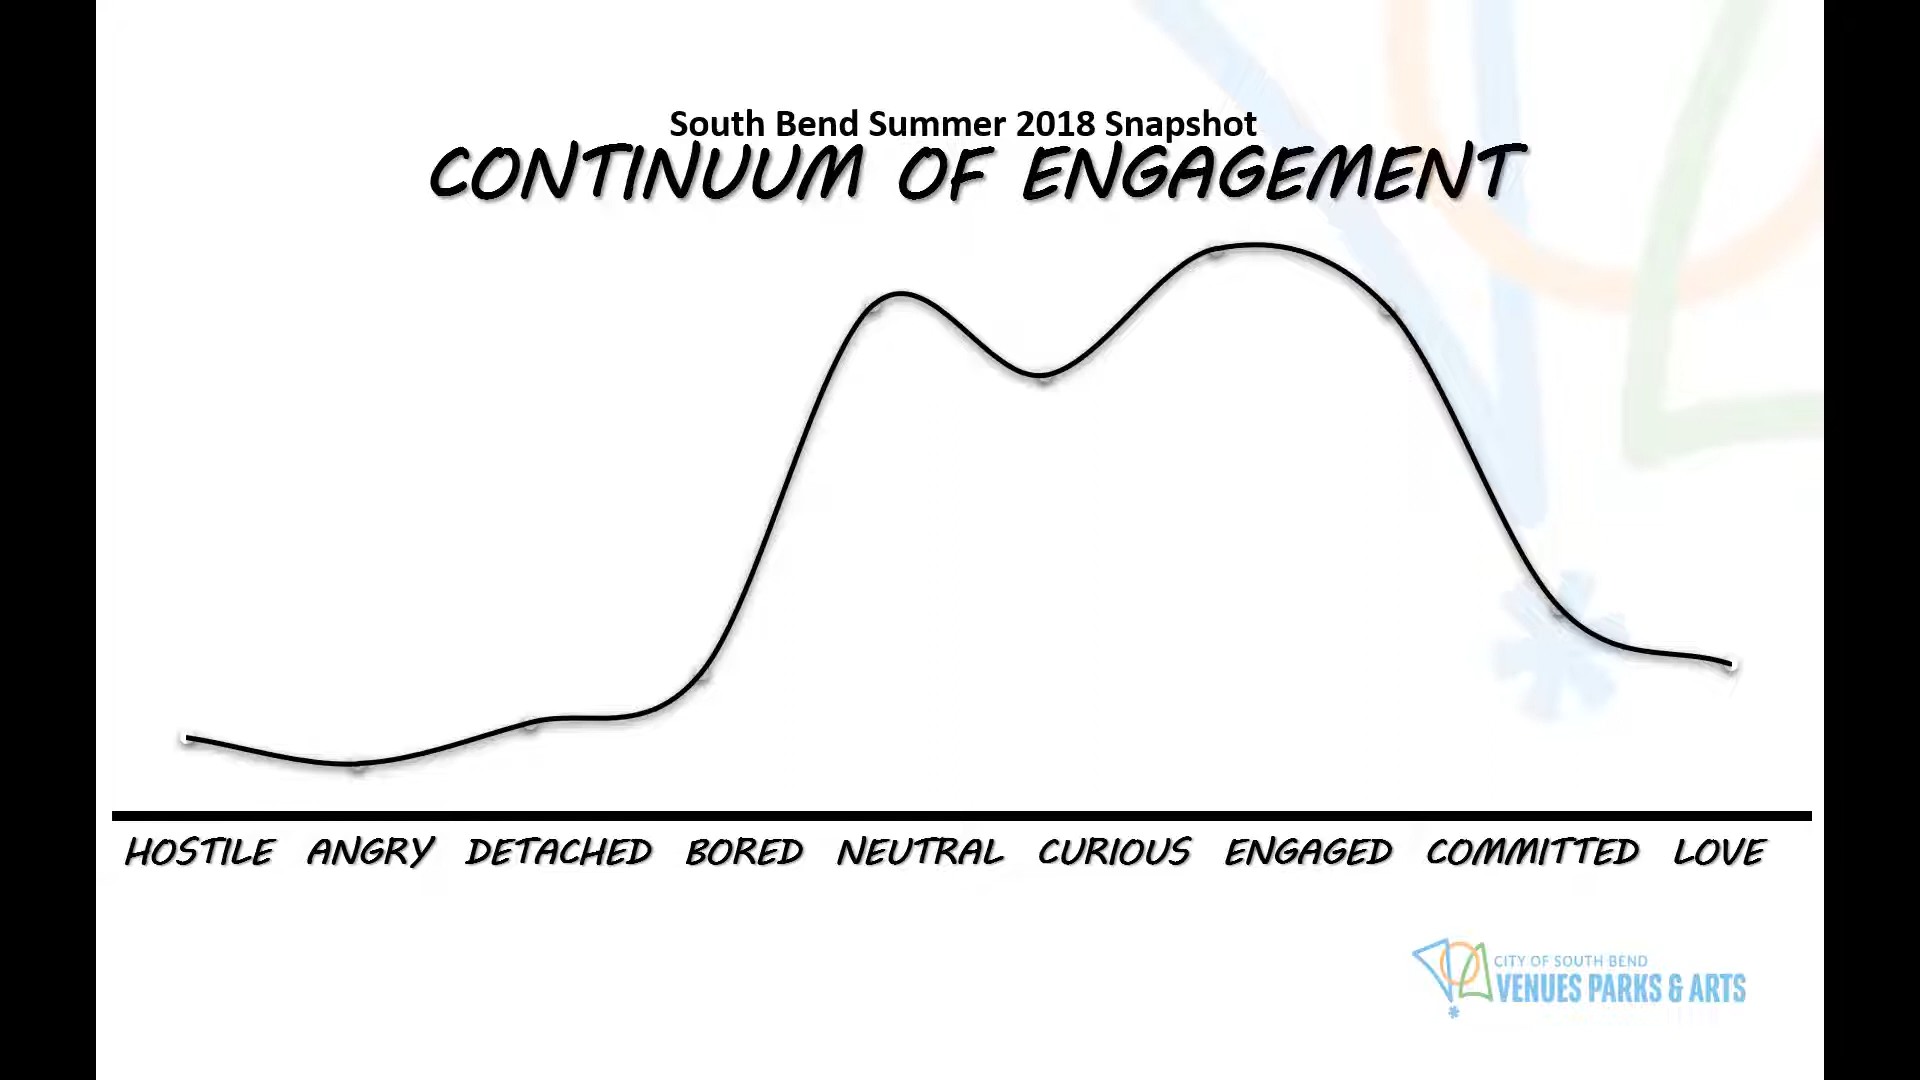 South Bend Summer 2018 Snapshot
CONTINUUM OF ENGAGEMENT
HOSTILE ANGRY DETACHED BORED NEUTRAL CURIOUS ENGAGED COMMITTED LOVE
CITY OF SOUTH BEND
VENUES PARKS & ARTS